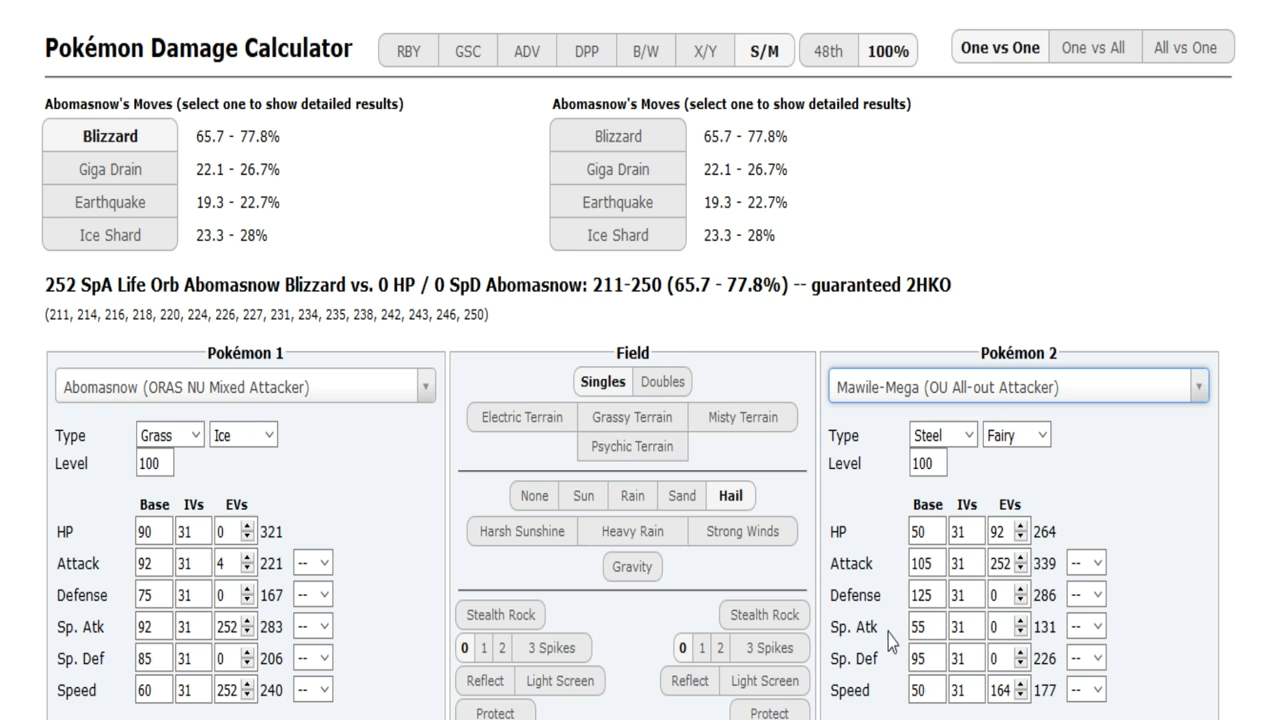 Pokémon Damage Calculator RBY GSC ADV DPP B/W X/Y S/M 48th 100% One vs One One vs All All vs One
Abomasnow's Moves (select one to show detailed results) Abomasnow's Moves (select one to show detailed results)
Blizzard 65.7 - 77.8% Blizzard 65.7 - 77.8%
Giga Drain 22.1 - 26.7% Giga Drain 22.1 - 26.7%
Earthquake 19.3 - 22.7% Earthquake 19.3 - 22.7%
Ice Shard 23.3 - 28% Ice Shard 23.3 - 28%
252 SpA Life Orb Abomasnow Blizzard vs. 0 HP / 0 SpD Abomasnow: 211-250 (65.7 - 77.8%) -- guaranteed 2HKO
(211, 214, 216, 218, 220, 224, 226, 227, 231, 234, 235, 238, 242, 243, 246, 250)
Pokémon 1
Abomasnow (ORAS NU Mixed Attacker)
Type Grass Ice
Level 100
Base IVs EVs
HP 90 31 0 321
Attack 92 31 4 221 --
Defense 75 31 0 167 --
Sp. Atk 92 31 252 283 --
Sp. Def 85 31 0 206 --
Speed 60 31 252 240 --
Field
Singles Doubles
Electric Terrain Grassy Terrain Misty Terrain
Psychic Terrain
None Sun Rain Sand Hail
Harsh Sunshine Heavy Rain Strong Winds
Gravity
Stealth Rock Stealth Rock
0 1 2 3 Spikes 0 1 2 3 Spikes
Reflect Light Screen Reflect Light Screen
Protect Protect
Pokémon 2
Mawile-Mega (OU All-out Attacker)
Type Steel Fairy
Level 100
Base IVs EVs
HP 50 31 92 264
Attack 105 31 252 339 --
Defense 125 31 0 286 --
Sp. Atk 55 31 0 131 --
Sp. Def 95 31 0 226 --
Speed 50 31 164 177 --